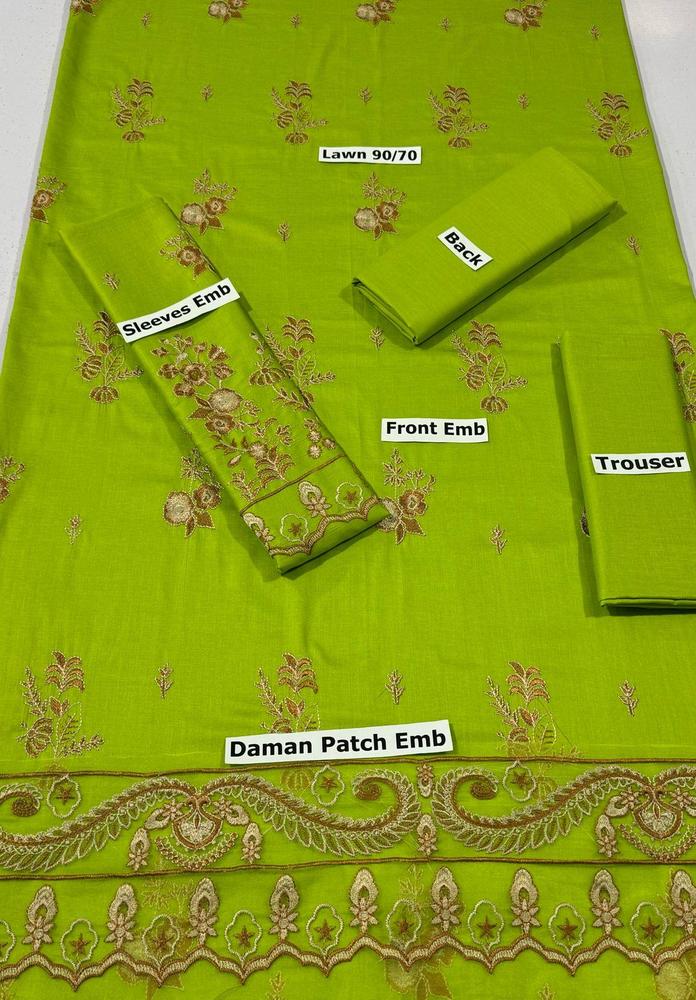 Lawn 90/70
Back
Sleeves Emb
Front Emb
Trouser
Daman Patch Emb